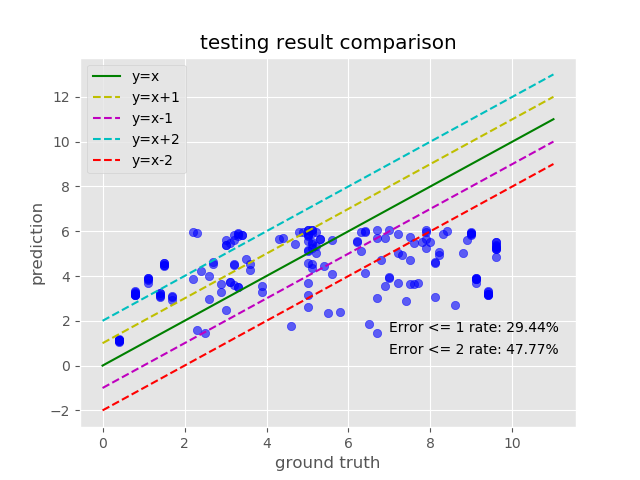 testing result comparison
y=x
y=x+1
y=x-1
y=x+2
y=x-2
12
10
8
6
4
2
0
−2
prediction
Error <= 1 rate: 29.44%
Error <= 2 rate: 47.77%
0
2
4
6
8
10
ground truth